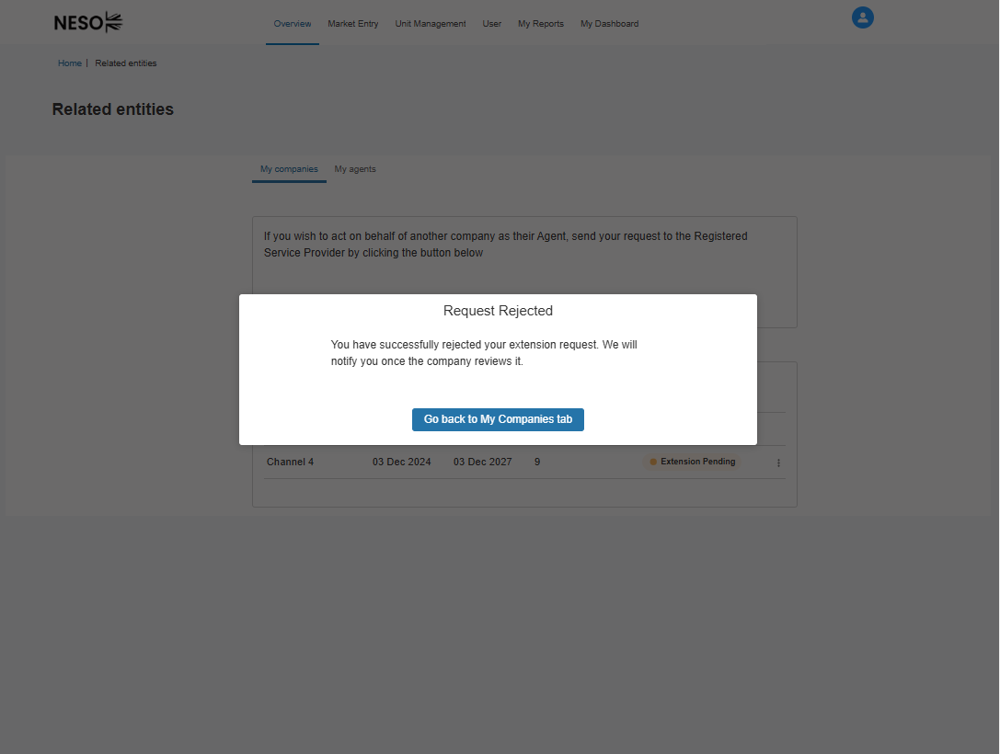 NESO
Overview Market Entry Unit Management User My Reports My Dashboard
Home | Related entities
Related entities
My companies My agents
If you wish to act on behalf of another company as their Agent, send your request to the Registered
Service Provider by clicking the button below
Request Rejected
You have successfully rejected your extension request. We will
notify you once the company reviews it.
Go back to My Companies tab
Channel 4 03 Dec 2024 03 Dec 2027 9 Extension Pending